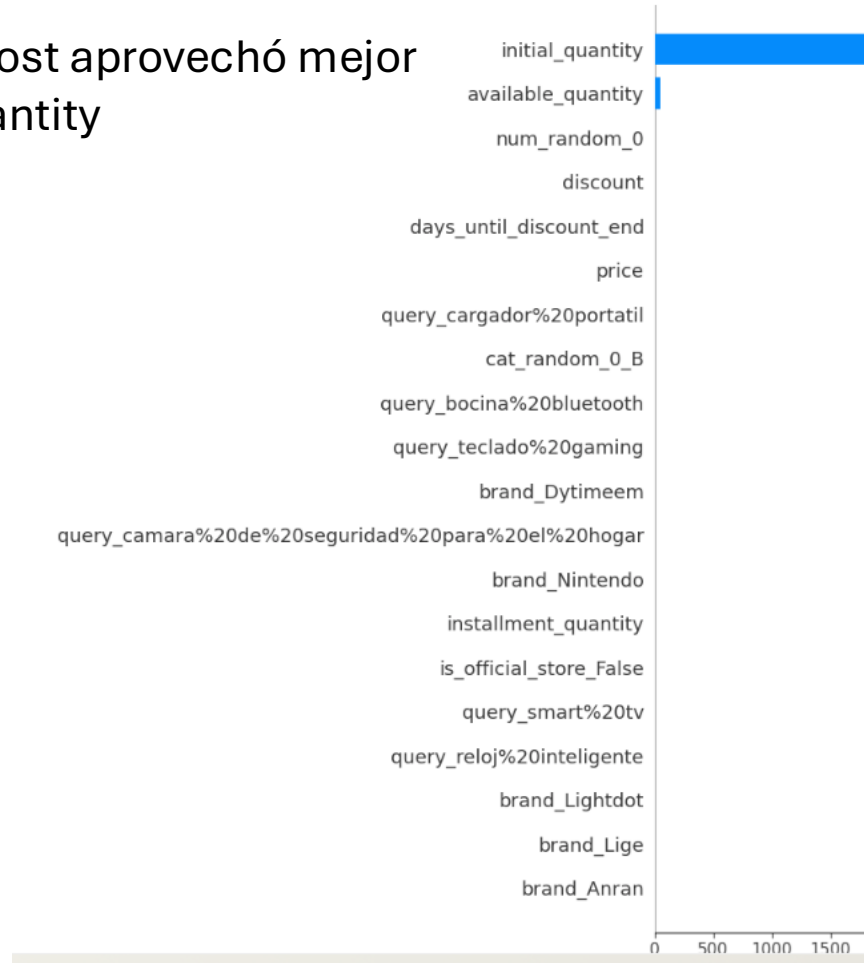 ost aprovechó mejor
antity
initial_quantity
available_quantity
num_random_0
discount
days_until_discount_end
price
query_cargador%20portatil
cat_random_0_B
query_bocina%20bluetooth
query_teclado%20gaming
brand_Dytimeem
query_camara%20de%20seguridad%20para%20el%20hogar
brand_Nintendo
installment_quantity
is_official_store_False
query_smart%20tv
query_reloj%20inteligente
brand_Lightdot
brand_Lige
brand_Anran
0 500 1000 1500